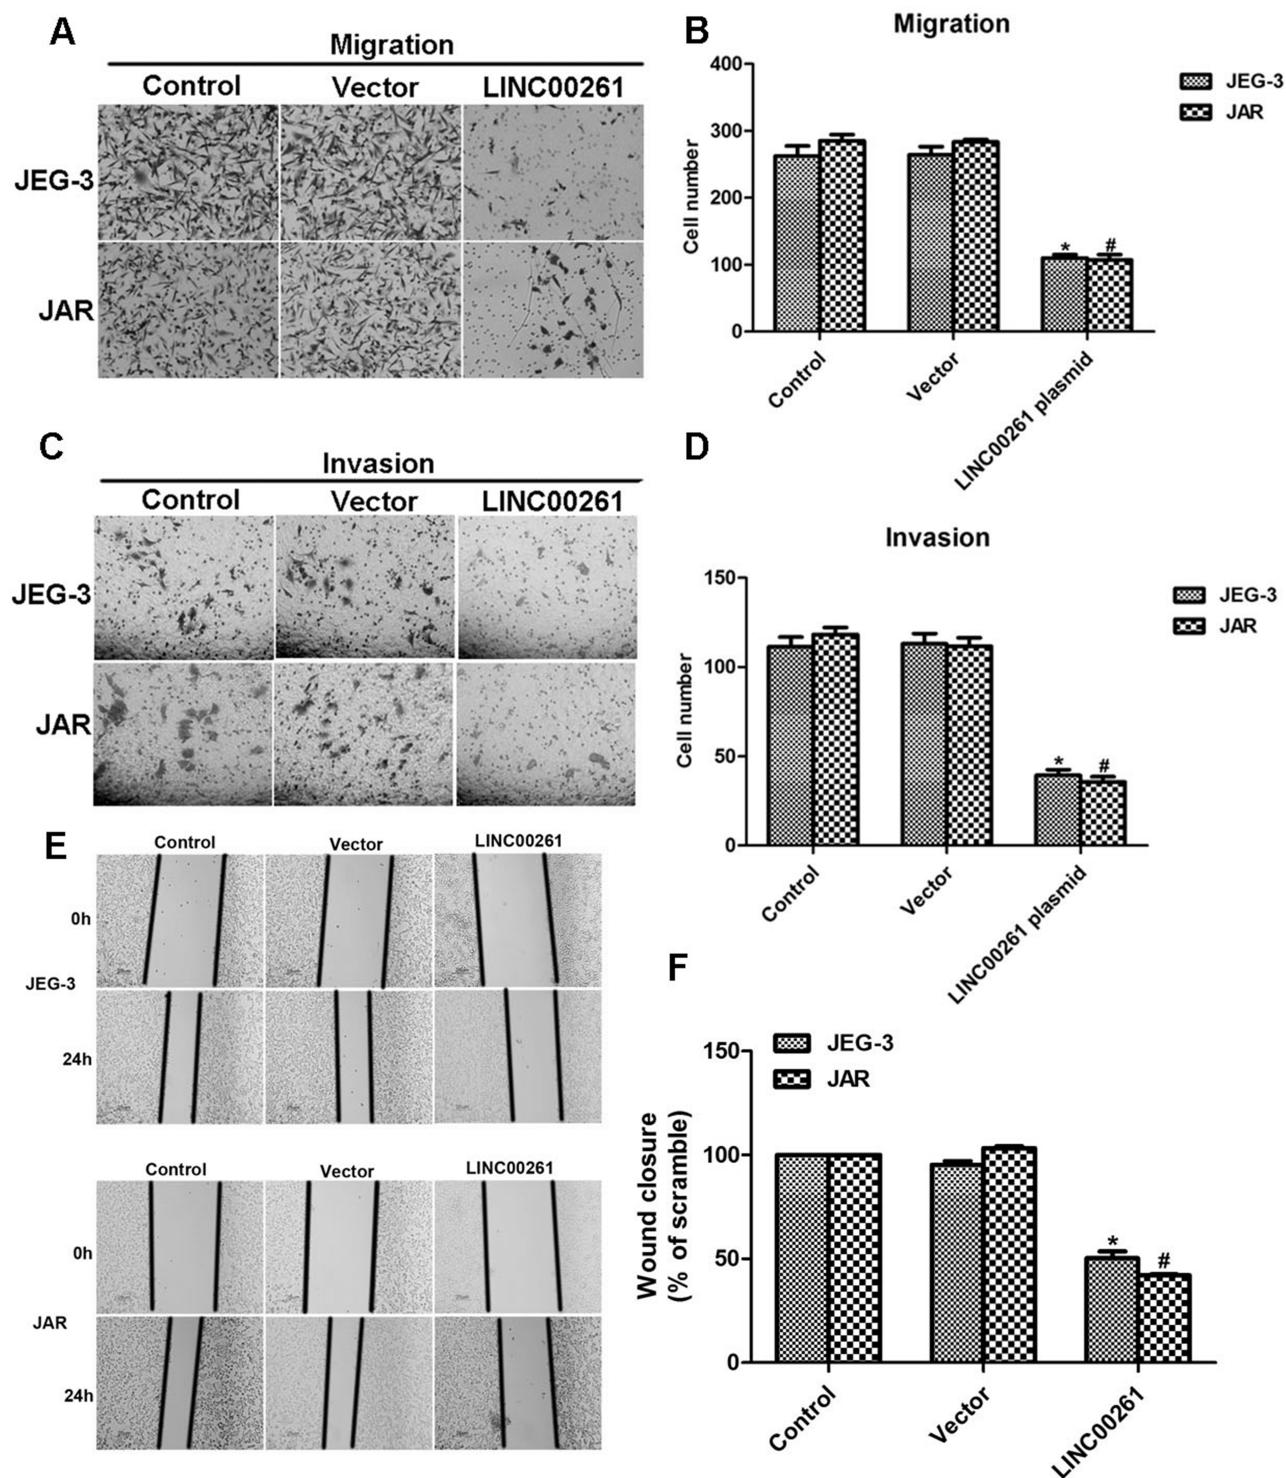 A
Migration
Control Vector LINC00261
JEG-3
JAR
B
Migration
JEG-3
JAR
Cell number
400
300
200
100
0
* #
Control
Vector
LINC00261 plasmid
C
Invasion
Control Vector LINC00261
JEG-3
JAR
D
Invasion
JEG-3
JAR
Cell number
150
100
50
0
* #
Control
Vector
LINC00261 plasmid
E
Control Vector LINC00261
0h
JEG-3
24h
Control Vector LINC00261
0h
JAR
24h
F
JEG-3
JAR
Wound closure
(% of scramble)
150
100
50
0
* #
Control
Vector
LINC00261